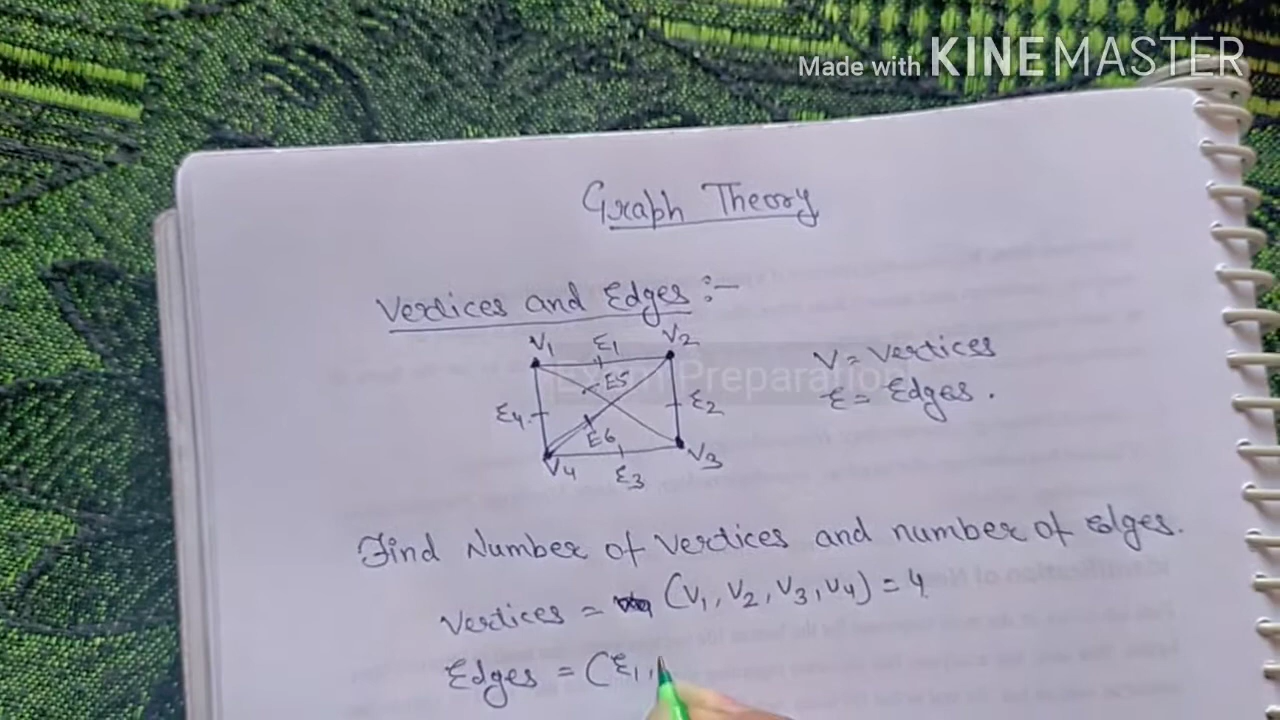 Made with KINEMASTER
Graph Theory
Vertices and Edges :-
V1 E1 V2
E5
E4 E2
E6
V4 E3 V3
V = Vertices
E = Edges.
Find Number of Vertices and number of Edges.
Vertices = (V1, V2, V3, V4) = 4
Edges = (E1,
Preparation